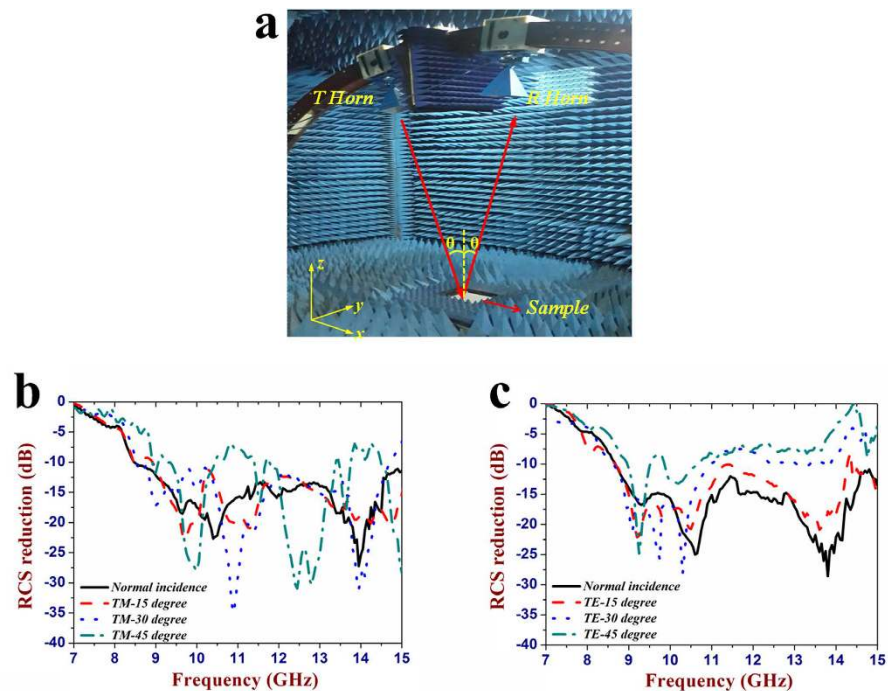 a
T Horn
R Horn
θ θ
z
y
x
Sample
b
0
-5
-10
-15
-20
-25
-30
-35
-40
RCS reduction (dB)
Normal incidence
TM-15 degree
TM-30 degree
TM-45 degree
7 8 9 10 11 12 13 14 15
Frequency (GHz)
c
0
-5
-10
-15
-20
-25
-30
-35
-40
RCS reduction (dB)
Normal incidence
TE-15 degree
TE-30 degree
TE-45 degree
7 8 9 10 11 12 13 14 15
Frequency (GHz)